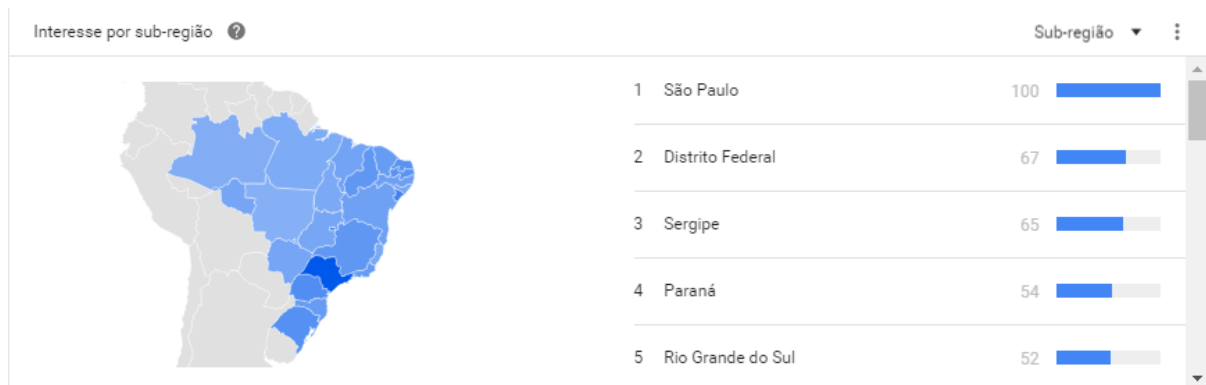 Interesse por sub-região ?
Sub-região
1 São Paulo 100
2 Distrito Federal 67
3 Sergipe 65
4 Paraná 54
5 Rio Grande do Sul 52